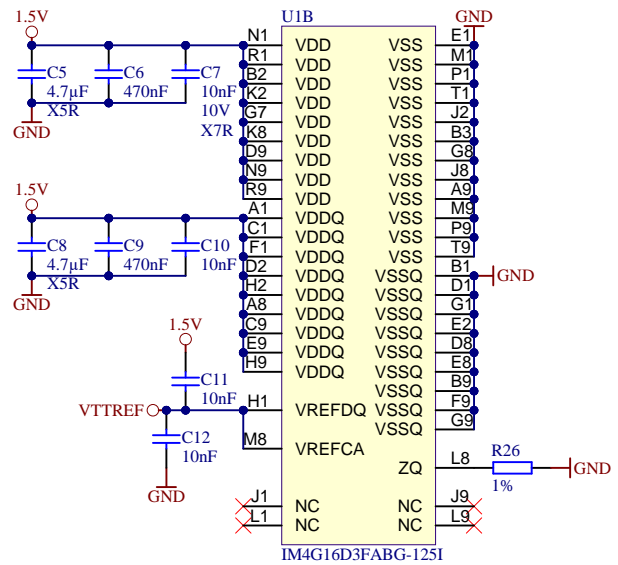 1.5V
C5
4.7µF
X5R
C6
470nF
C7
10nF
10V
X7R
GND
1.5V
C8
4.7µF
X5R
C9
470nF
C10
10nF
GND
1.5V
C11
10nF
VTTREF
C12
10nF
GND
U1B
N1 VDD
R1 VDD
B2 VDD
K2 VDD
G7 VDD
K8 VDD
D9 VDD
N9 VDD
R9 VDD
A1 VDDQ
C1 VDDQ
F1 VDDQ
D2 VDDQ
H2 VDDQ
A8 VDDQ
C9 VDDQ
E9 VDDQ
H9 VDDQ
H1 VREFDQ
M8 VREFCA
J1 NC
L1 NC
GND
VSS E1
VSS M1
VSS P1
VSS T1
VSS J2
VSS B3
VSS G8
VSS J8
VSS A9
VSS M9
VSS P9
VSS T9
VSSQ B1
GND
VSSQ D1
VSSQ G1
VSSQ E2
VSSQ D8
VSSQ E8
VSSQ B9
VSSQ F9
VSSQ G9
ZQ L8
R26
1%
GND
NC J9
NC L9
IM4G16D3FABG-125I